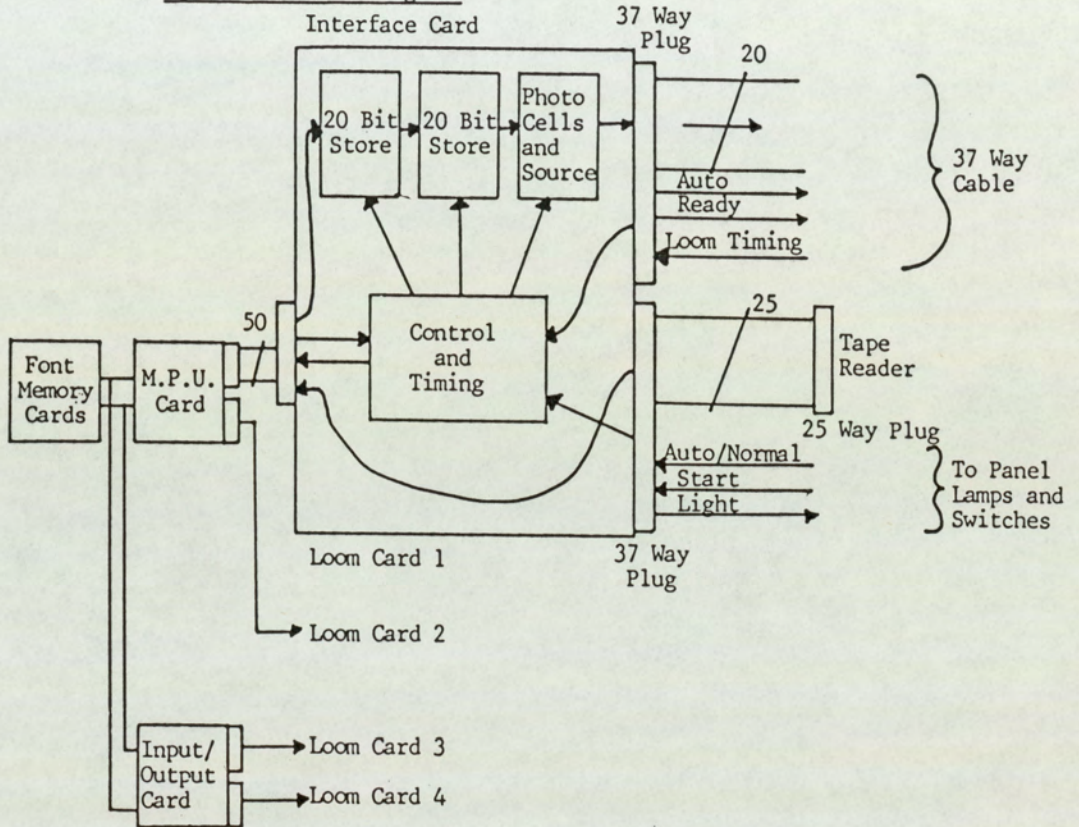 Interface Card
37 Way
Plug
20 Bit
Store
20 Bit
Store
Photo
Cells
and
Source
20
Auto
Ready
Loom Timing
37 Way
Cable
50
Control
and
Timing
25
Tape
Reader
25 Way Plug
Font
Memory
Cards
M.P.U.
Card
Auto/Normal
Start
Light
To Panel
Lamps and
Switches
Loom Card 1
37 Way
Plug
Loom Card 2
Input/
Output
Card
Loom Card 3
Loom Card 4